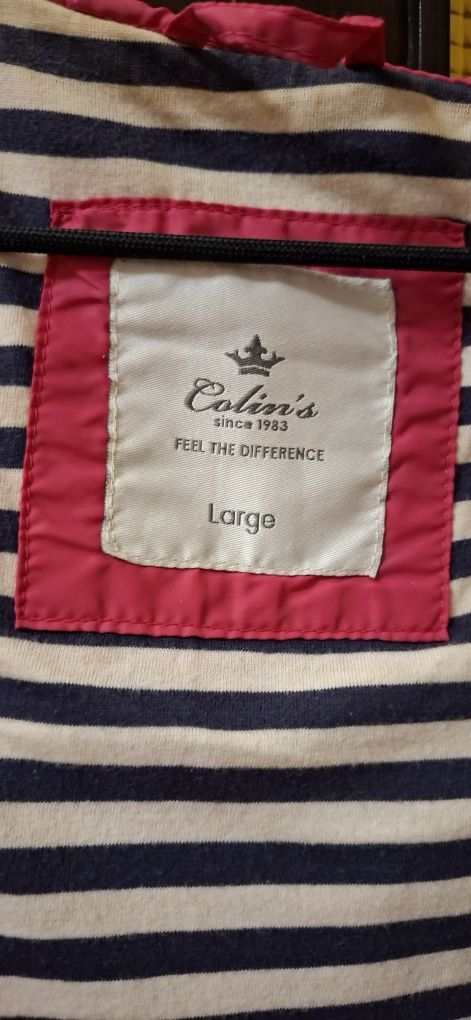 Colin's
since 1983
FEEL THE DIFFERENCE
Large